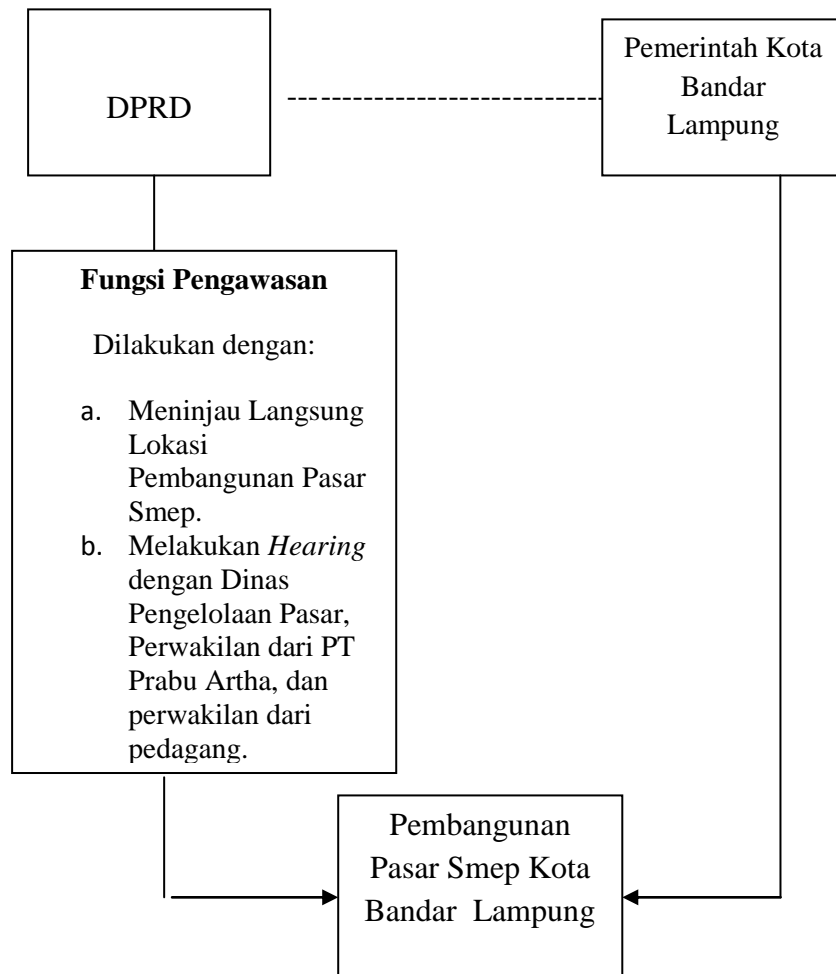 DPRD
Pemerintah Kota
Bandar
Lampung
Fungsi Pengawasan
Dilakukan dengan:
a. Meninjau Langsung
Lokasi
Pembangunan Pasar
Smep.
b. Melakukan Hearing
dengan Dinas
Pengelolaan Pasar,
Perwakilan dari PT
Prabu Artha, dan
perwakilan dari
pedagang.
Pembangunan
Pasar Smep Kota
Bandar Lampung